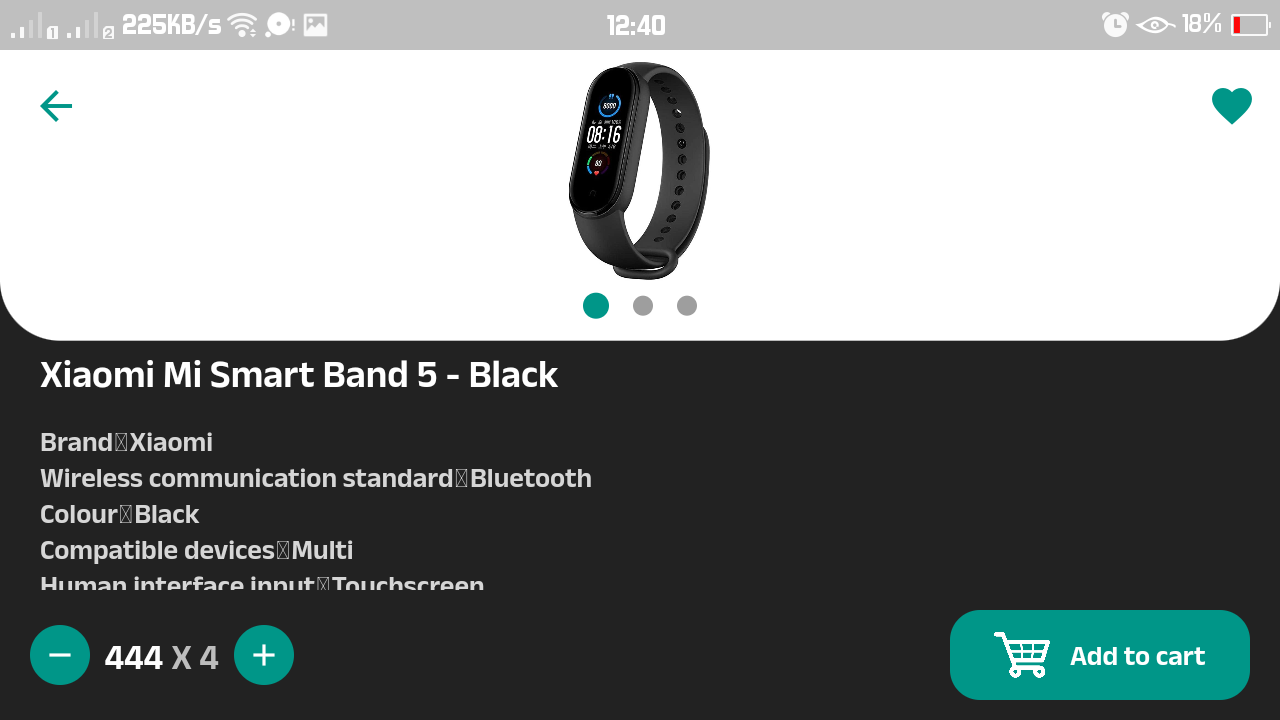 1 2 225KB/s 12:40 18%
08:16
Xiaomi Mi Smart Band 5 - Black
Brand Xiaomi
Wireless communication standard Bluetooth
Colour Black
Compatible devices Multi
Human interface input Touchscreen
444 X 4 Add to cart